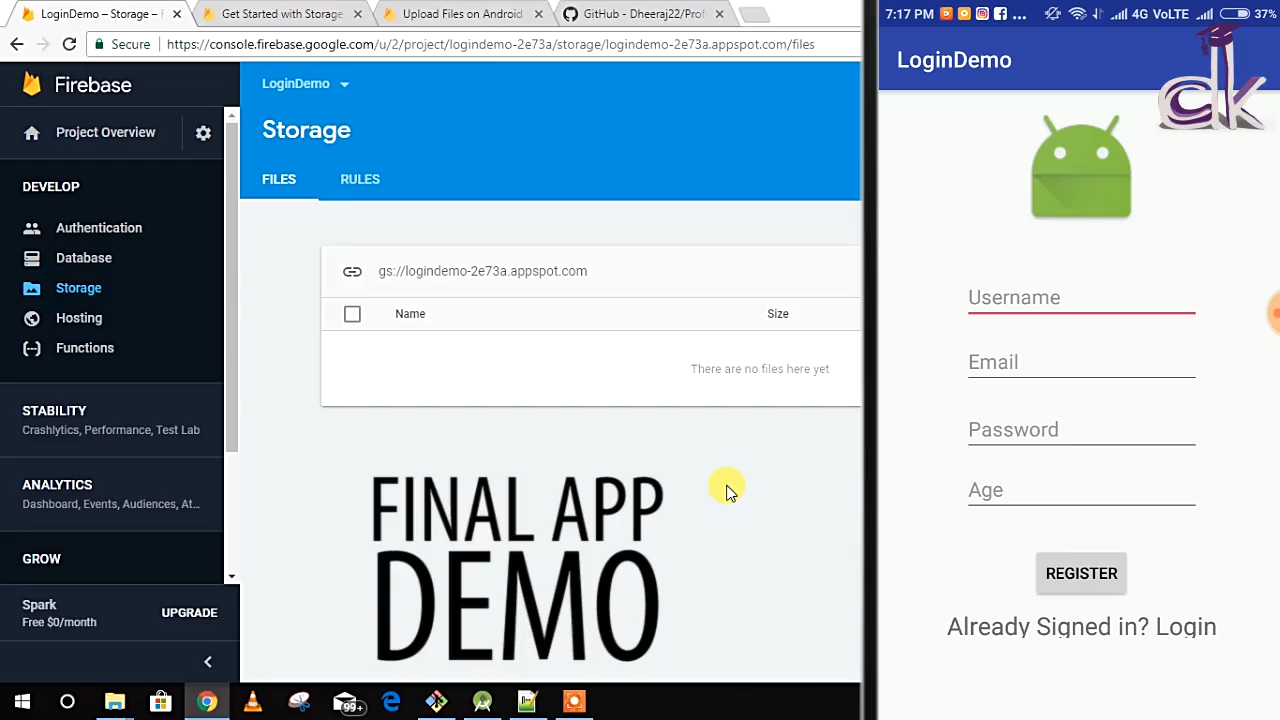 LoginDemo – Storage – F
Get Started with Storage
Upload Files on Android
GitHub - Dheeraj22/Prof
Secure
https://console.firebase.google.com/u/2/project/logindemo-2e73a/storage/logindemo-2e73a.appspot.com/files
Firebase
Project Overview
DEVELOP
Authentication
Database
Storage
Hosting
Functions
STABILITY
Crashlytics, Performance, Test Lab
ANALYTICS
Dashboard, Events, Audiences, At...
GROW
Spark
Free $0/month
UPGRADE
LoginDemo
Storage
FILES
RULES
gs://logindemo-2e73a.appspot.com
Name
Size
There are no files here yet
FINAL APP
DEMO
99+
7:17 PM
...
4G VoLTE
37%
LoginDemo
ck
Username
Email
Password
Age
REGISTER
Already Signed in? Login